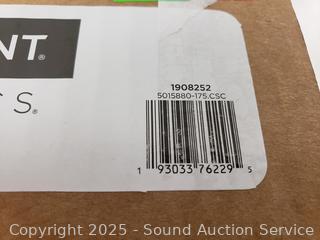 NT®
S®
1908252
5015880-175.CSC
1 93033 76229 5
Copyright © 2025 - Sound Auction Service